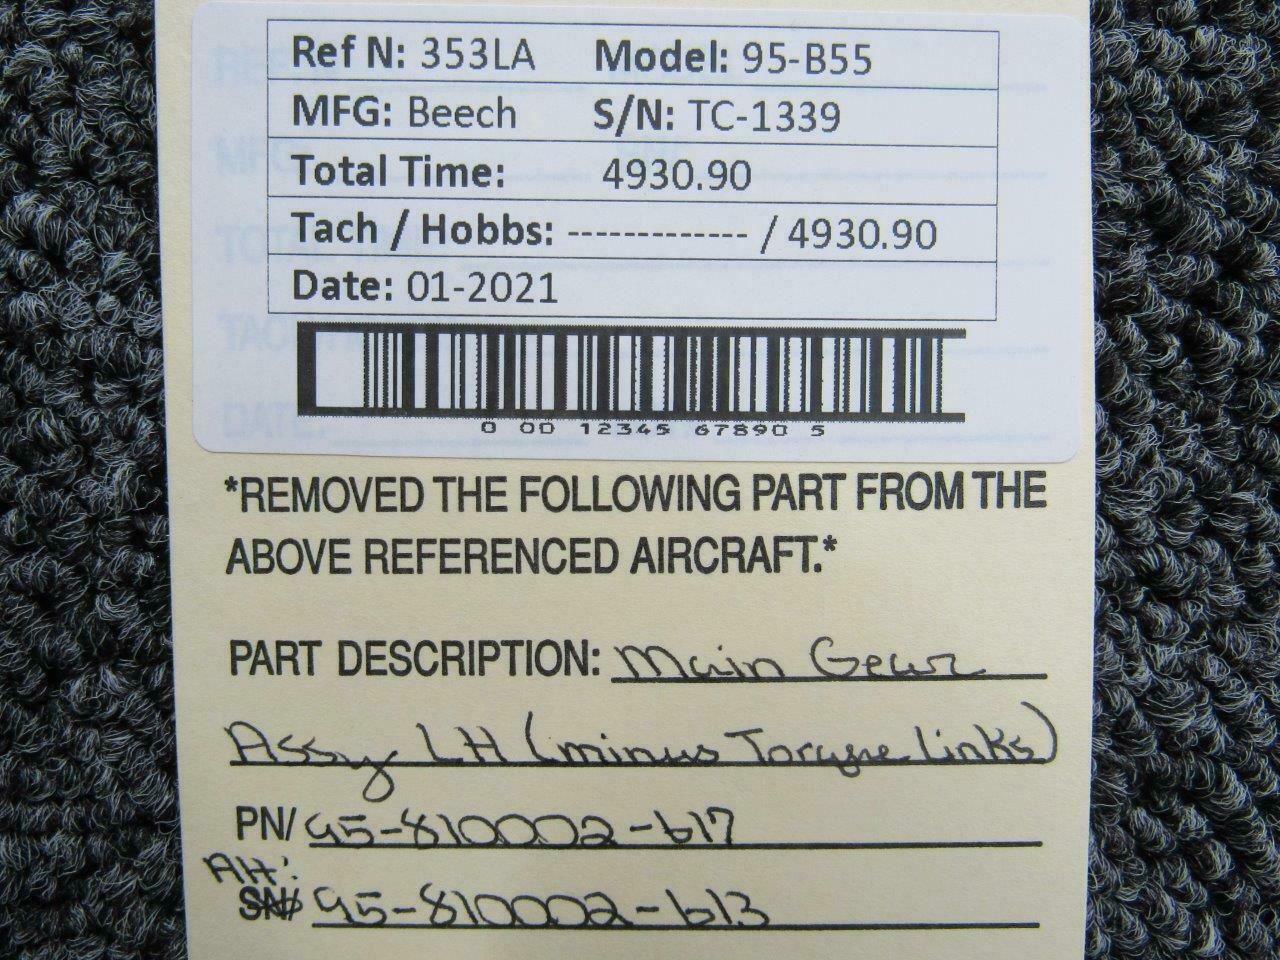 Ref N: 353LA Model: 95-B55
MFG: Beech S/N: TC-1339
Total Time: 4930.90
Tach / Hobbs: ------------- / 4930.90
Date: 01-2021
0 00 12345 67890 5
*REMOVED THE FOLLOWING PART FROM THE
ABOVE REFERENCED AIRCRAFT.*
PART DESCRIPTION: Main Gear
Assy LH (minus Torque Links)
PN/ 95-810002-617
Alt:
SN/ 95-810002-613